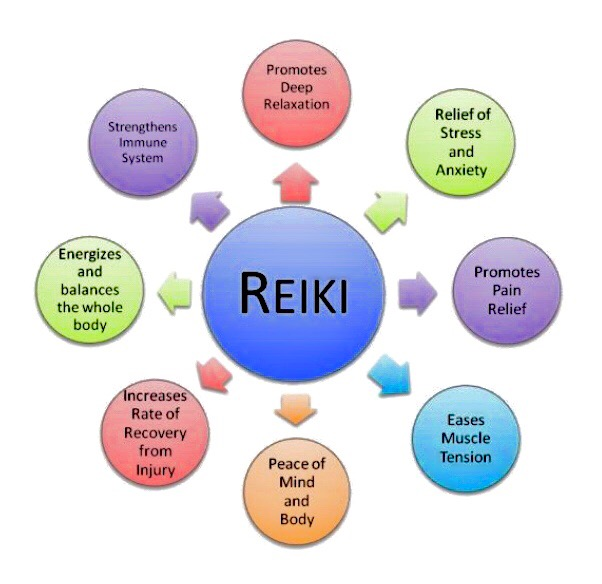 Promotes
Deep
Relaxation
Relief of
Stress
and
Anxiety
Promotes
Pain
Relief
Eases
Muscle
Tension
Peace of
Mind
and
Body
Increases
Rate of
Recovery
from
Injury
Energizes
and
balances
the whole
body
Strengthens
Immune
System
REIKI